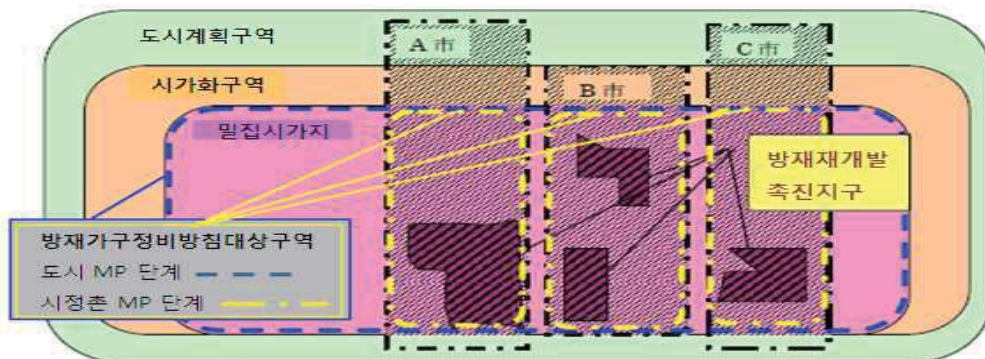 도시계획구역
A 市
C 市
시가화구역
B 市
밀집시가지
방재재개발
촉진지구
방재가구정비방침대상구역
도시 MP 단계
시정촌 MP 단계